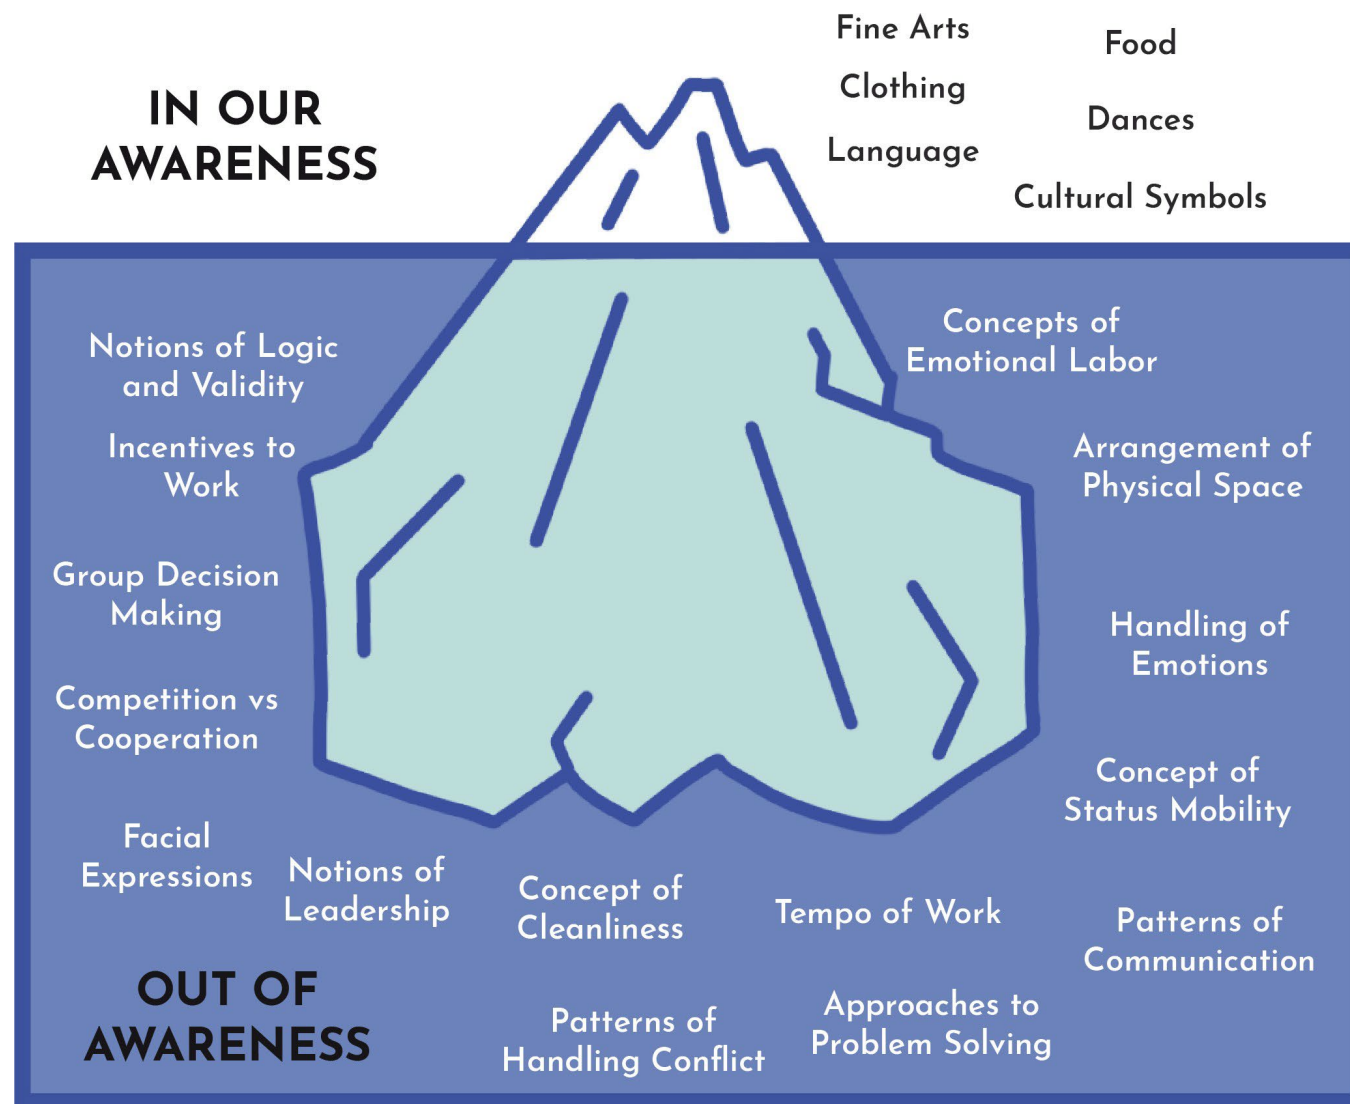 IN OUR
AWARENESS
Fine Arts
Food
Clothing
Dances
Language
Cultural Symbols
Notions of Logic
and Validity
Incentives to
Work
Group Decision
Making
Competition vs
Cooperation
Facial
Expressions
Notions of
Leadership
Concept of
Cleanliness
Tempo of Work
Concepts of
Emotional Labor
Arrangement of
Physical Space
Handling of
Emotions
Concept of
Status Mobility
Patterns of
Communication
OUT OF
AWARENESS
Patterns of
Handling Conflict
Approaches to
Problem Solving